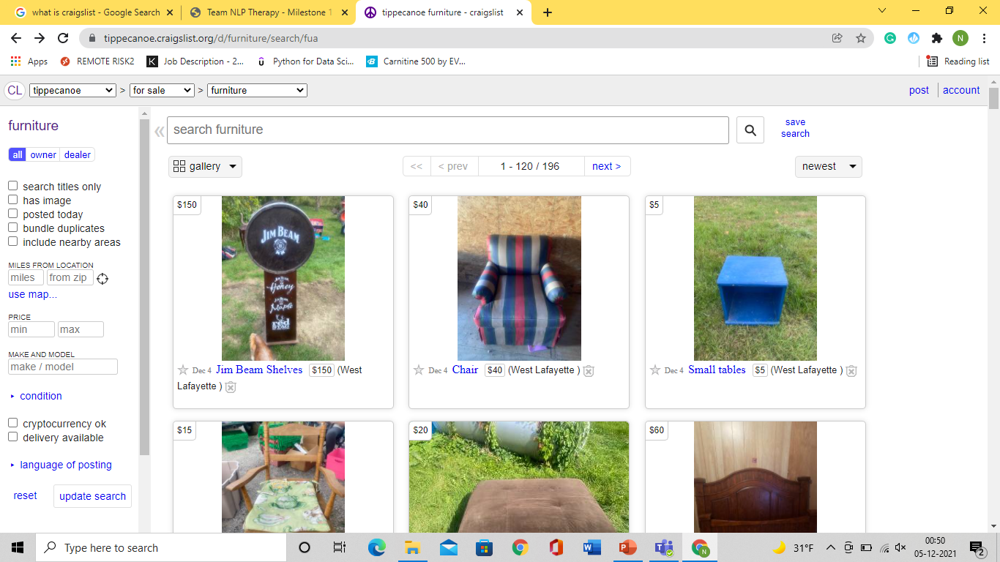 what is craigslist - Google Search
Team NLP Therapy - Milestone 1
tippecanoe furniture - craigslist
tippecanoe.craigslist.org/d/furniture/search/fua
N
Apps
REMOTE RISK2
Job Description - 2...
Python for Data Sci...
Carnitine 500 by EV...
Reading list
CL
tippecanoe > for sale > furniture
post
account
furniture
all owner dealer
search titles only
has image
posted today
bundle duplicates
include nearby areas
MILES FROM LOCATION
miles from zip
use map...
PRICE
min max
MAKE AND MODEL
make / model
condition
cryptocurrency ok
delivery available
language of posting
reset update search
search furniture
save
search
gallery
<< < prev 1 - 120 / 196 next >
newest
$150
JIM BEAM
Honey
Maple
red
Dec 4 Jim Beam Shelves $150 (West
Lafayette )
$40
Dec 4 Chair $40 (West Lafayette )
$5
Dec 4 Small tables $5 (West Lafayette )
$15
$20
$60
Type here to search
31°F
00:50
05-12-2021
2